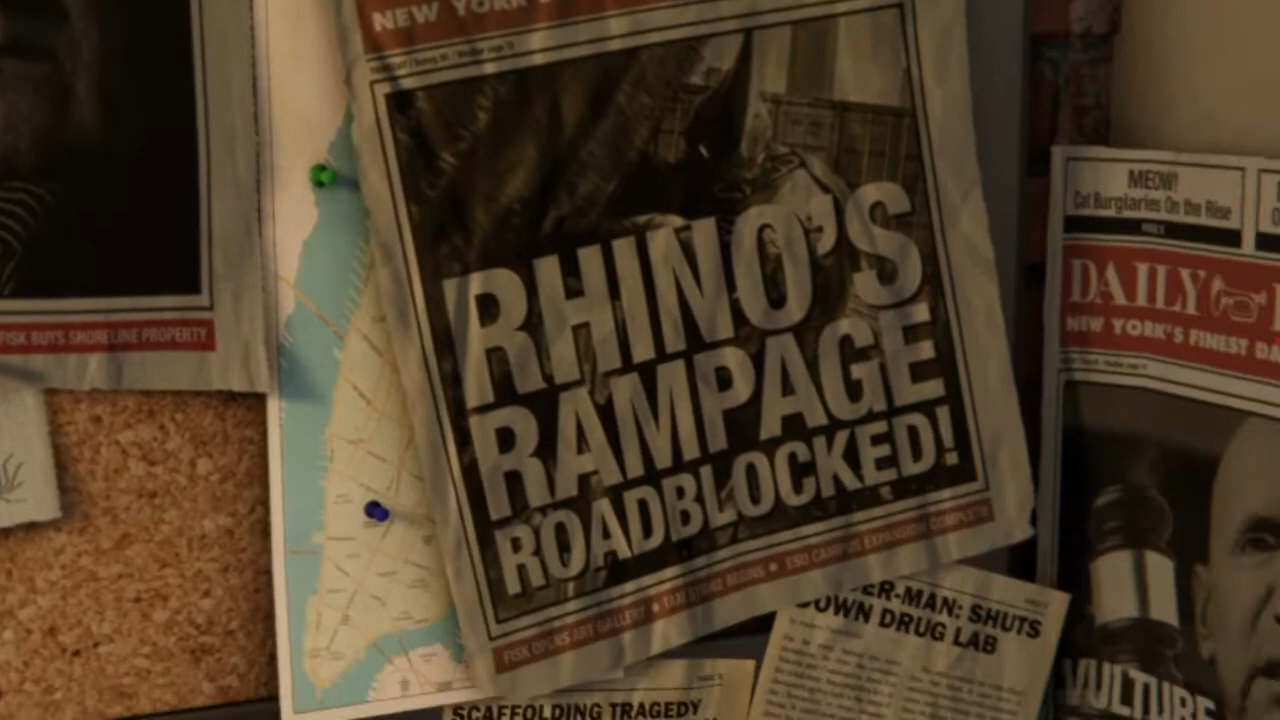 FISK BUYS SHORELINE PROPERTY
NEW YORK'S
RHINO'S
RAMPAGE
ROADBLOCKED!
FISK OPENS ART GALLERY • TAXI STRIKE BEGINS • ESU CAMPUS EXPANSION COMPLETE
SCAFFOLDING TRAGEDY
ER-MAN: SHUTS
DOWN DRUG LAB
MEOW!
Cat Burglaries On the Rise
DAILY
NEW YORK'S FINEST DA
VULTURE